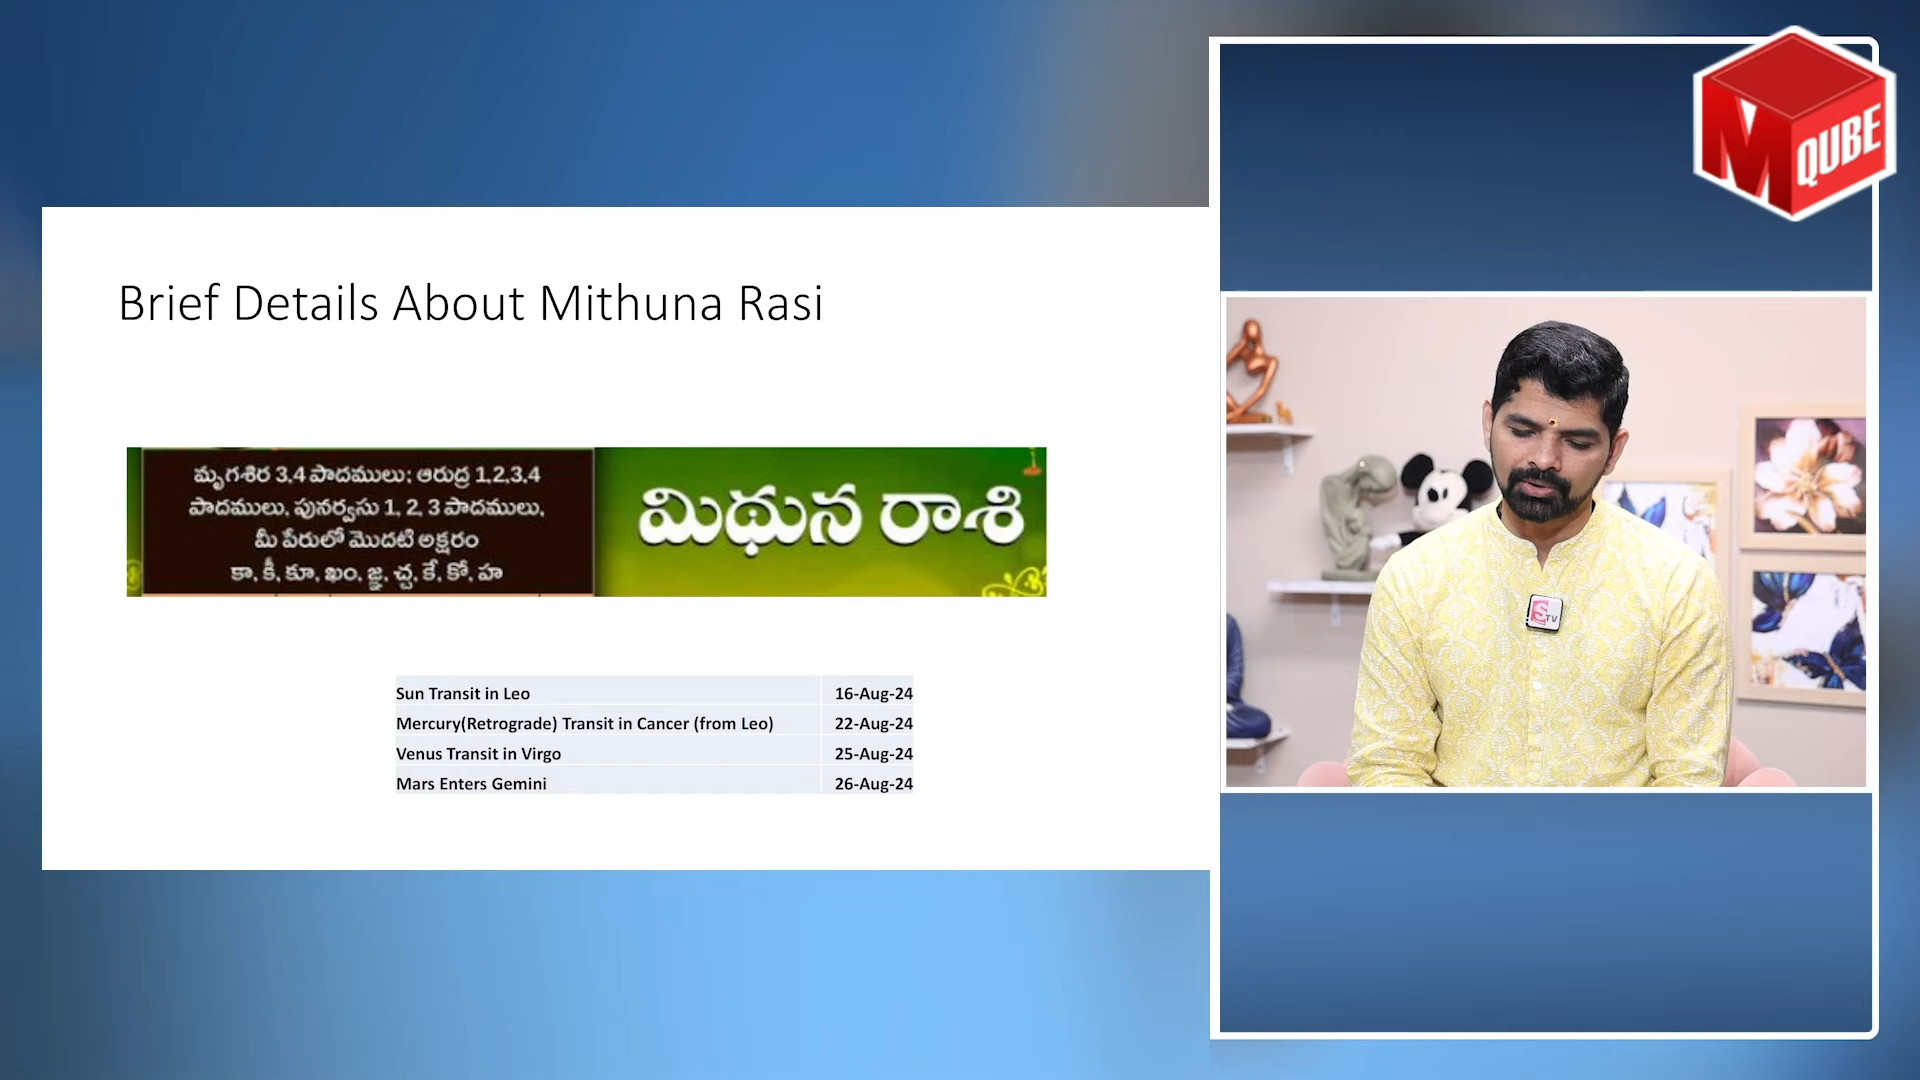 Brief Details About Mithuna Rasi
మృగశిర 3,4 పాదములు; ఆరుద్ర 1,2,3,4
పాదములు, పునర్వసు 1, 2, 3 పాదములు,
మీ పేరులో మొదటి అక్షరం
కా, కీ, కూ, ఖం, జ్ఞ, చ్ఛ, కే, కో, హ
మిథున రాశి
Sun Transit in Leo 16-Aug-24
Mercury(Retrograde) Transit in Cancer (from Leo) 22-Aug-24
Venus Transit in Virgo 25-Aug-24
Mars Enters Gemini 26-Aug-24
M QUBE
S TV